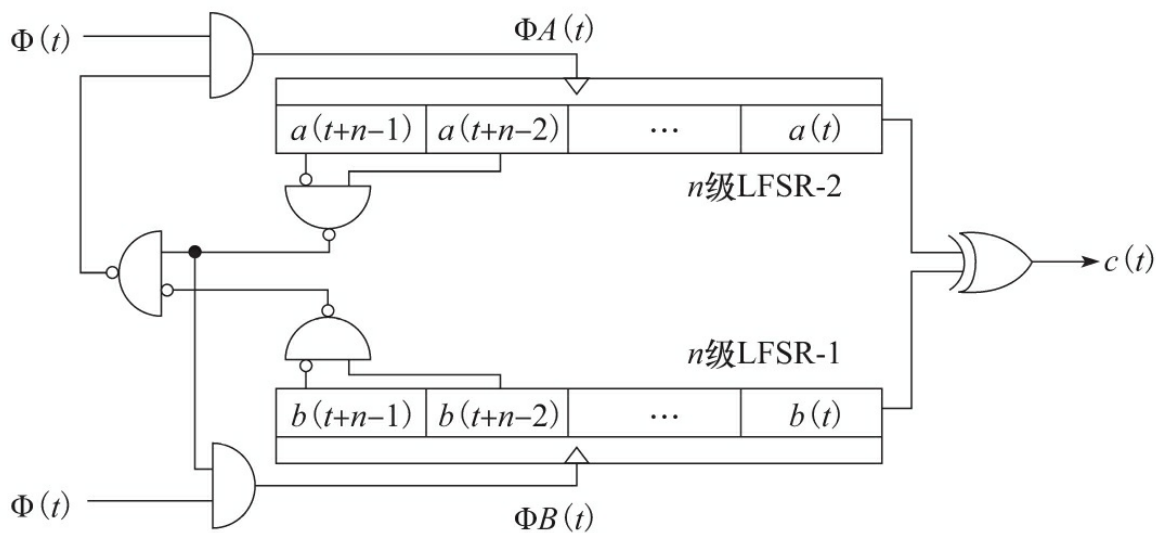 Φ(t)
ΦA(t)
a(t+n−1) a(t+n−2) … a(t)
n级LFSR-2
c(t)
n级LFSR-1
b(t+n−1) b(t+n−2) … b(t)
Φ(t)
ΦB(t)